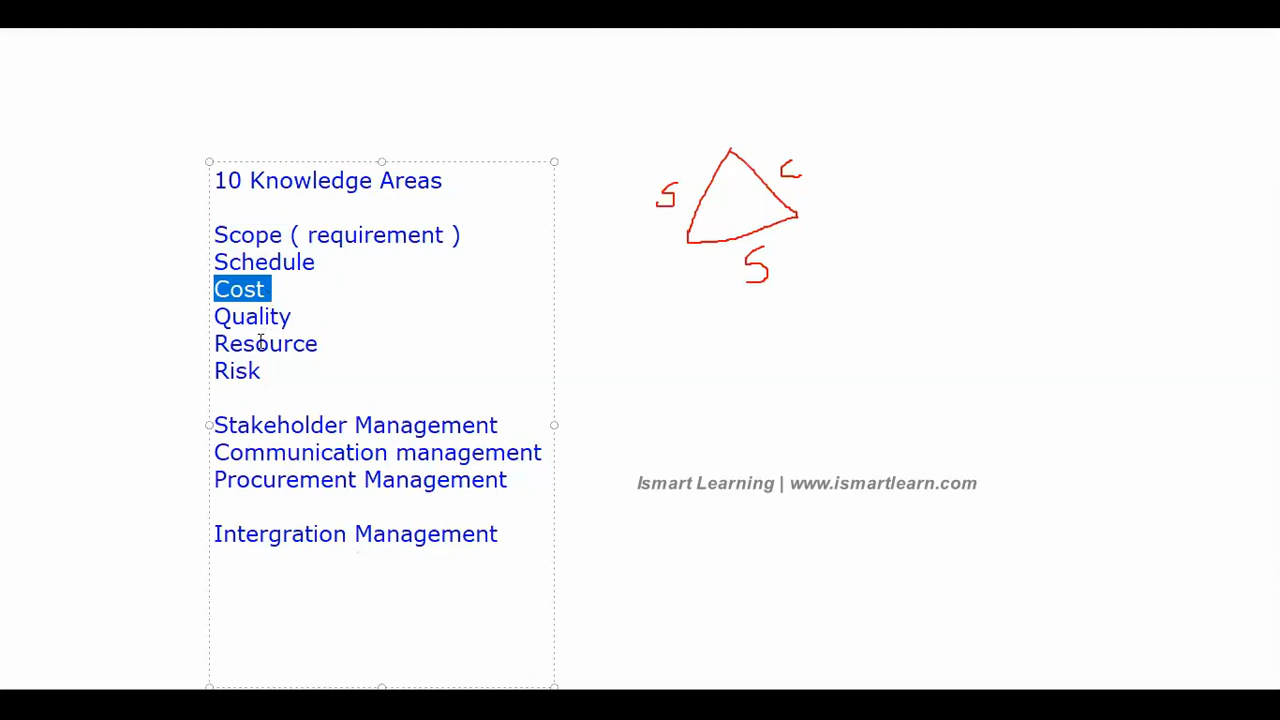 10 Knowledge Areas
Scope ( requirement )
Schedule
Cost
Quality
Resource
Risk
Stakeholder Management
Communication management
Procurement Management
Intergration Management
S
C
S
Ismart Learning | www.ismartlearn.com